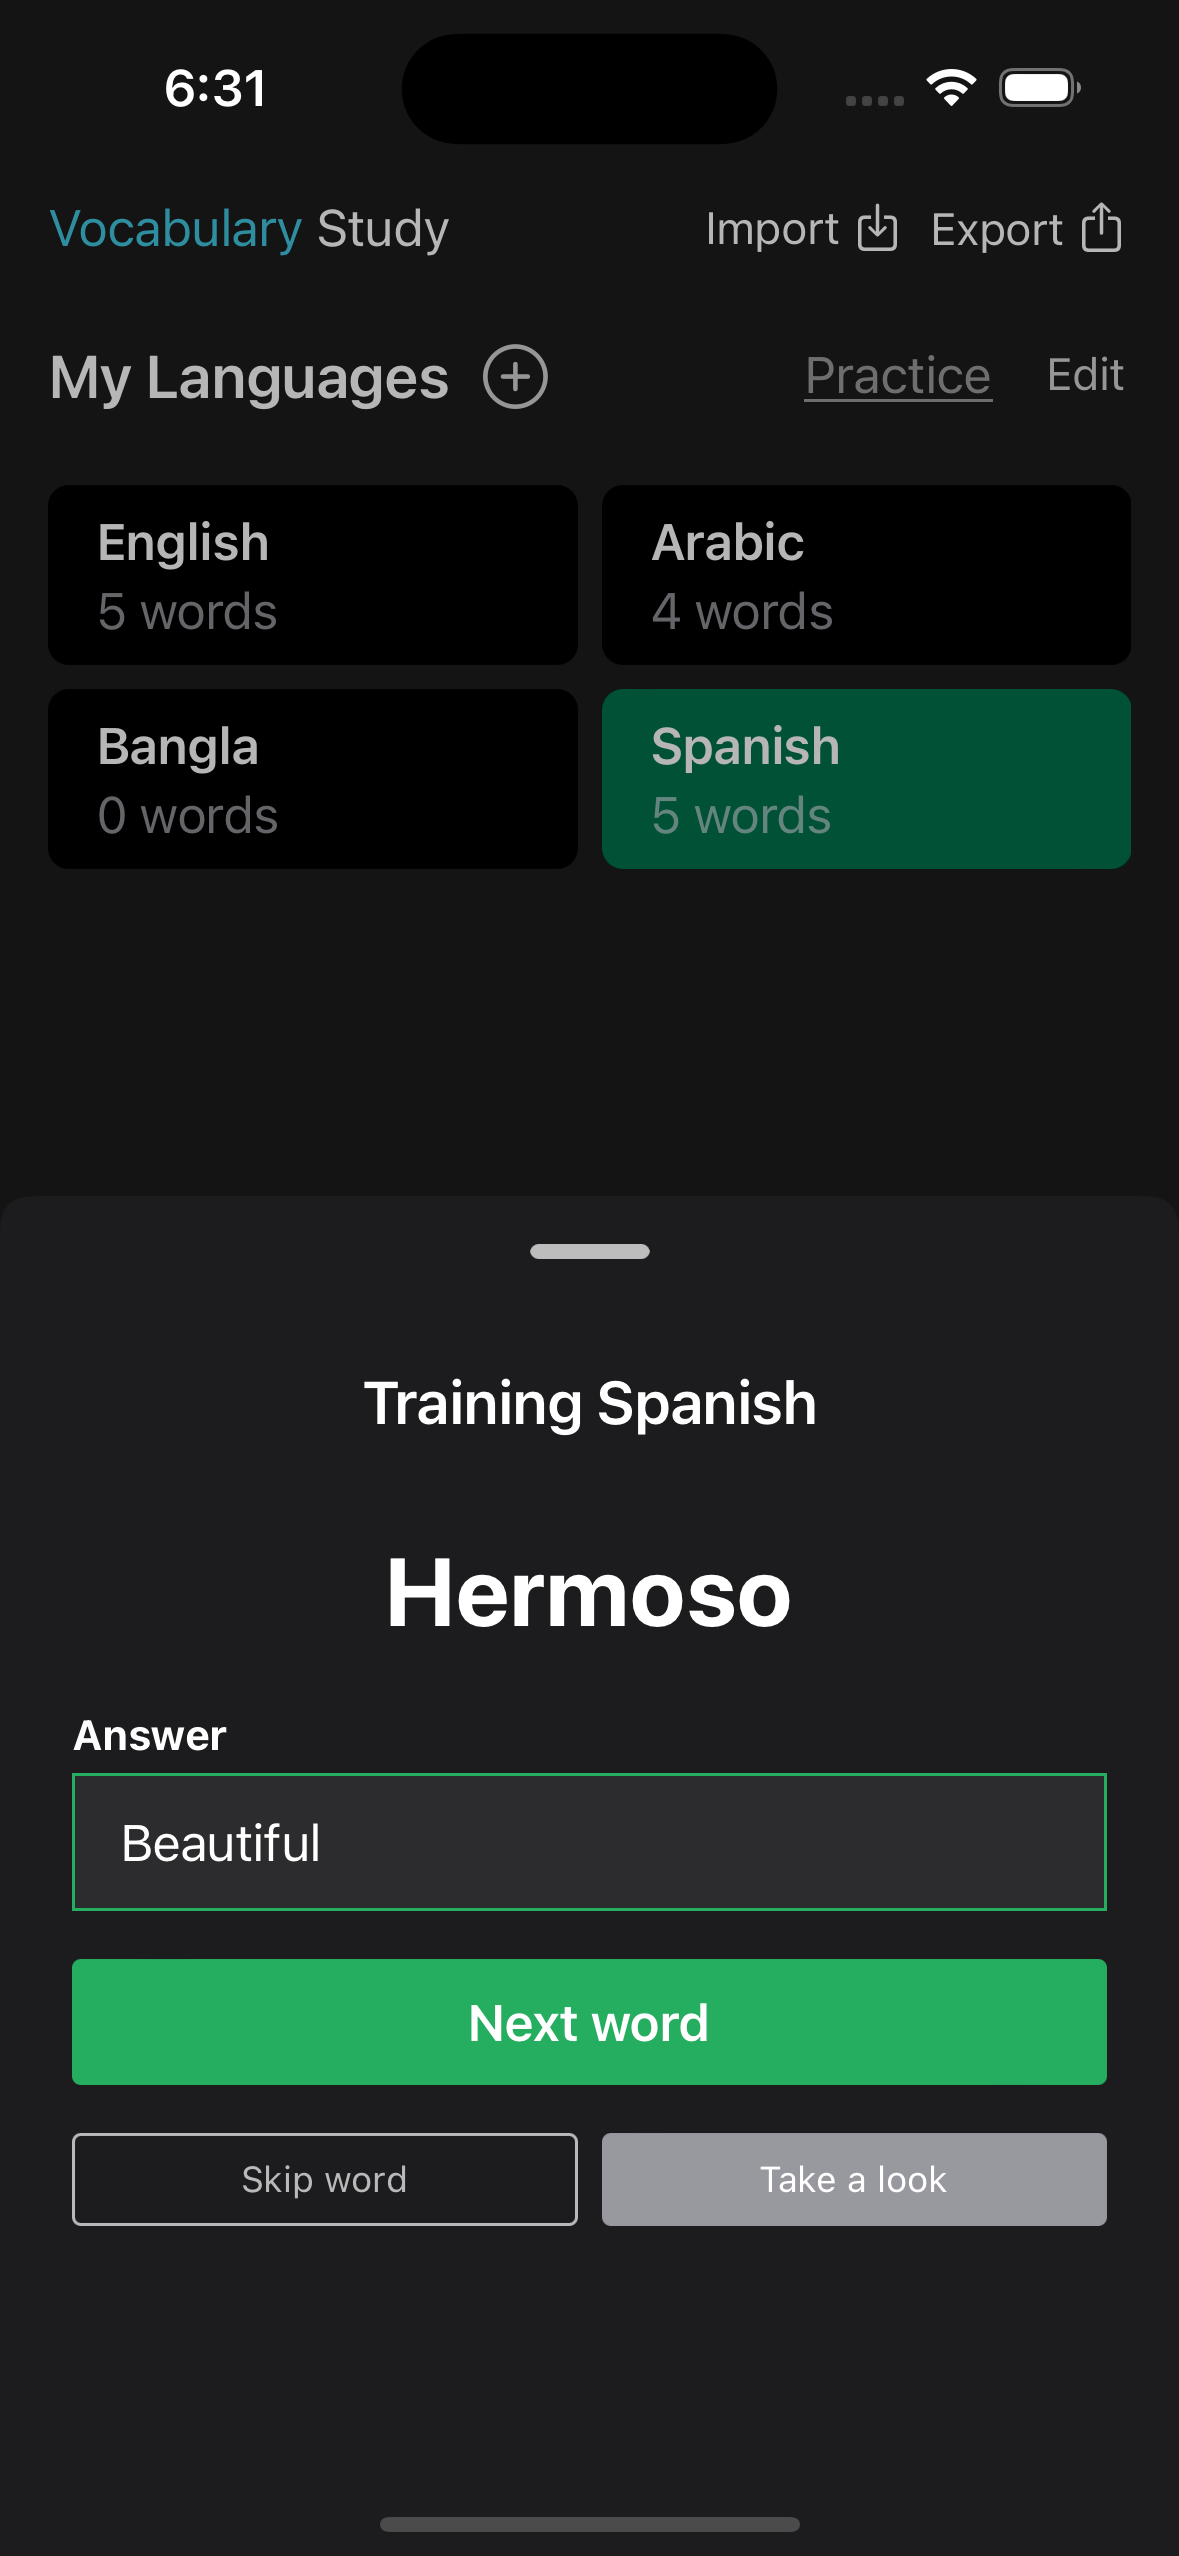 6:31
Vocabulary Study Import Export
My Languages Practice Edit
English Arabic
5 words 4 words
Bangla Spanish
0 words 5 words
Training Spanish
Hermoso
Answer
Beautiful
Next word
Skip word Take a look